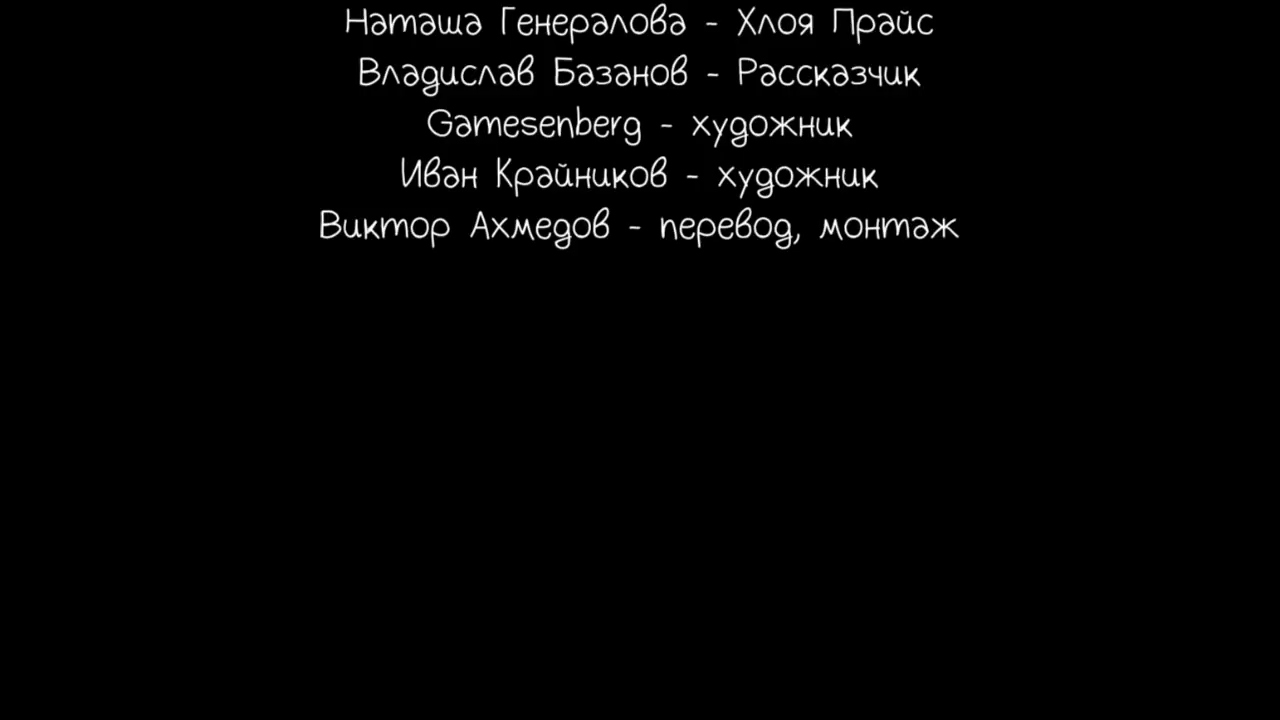 Наташа Генералова - Хлоя Прайс
Владислав Базанов - Рассказчик
Gamesenberg - художник
Иван Крайников - художник
Виктор Ахмедов - перевод, монтаж